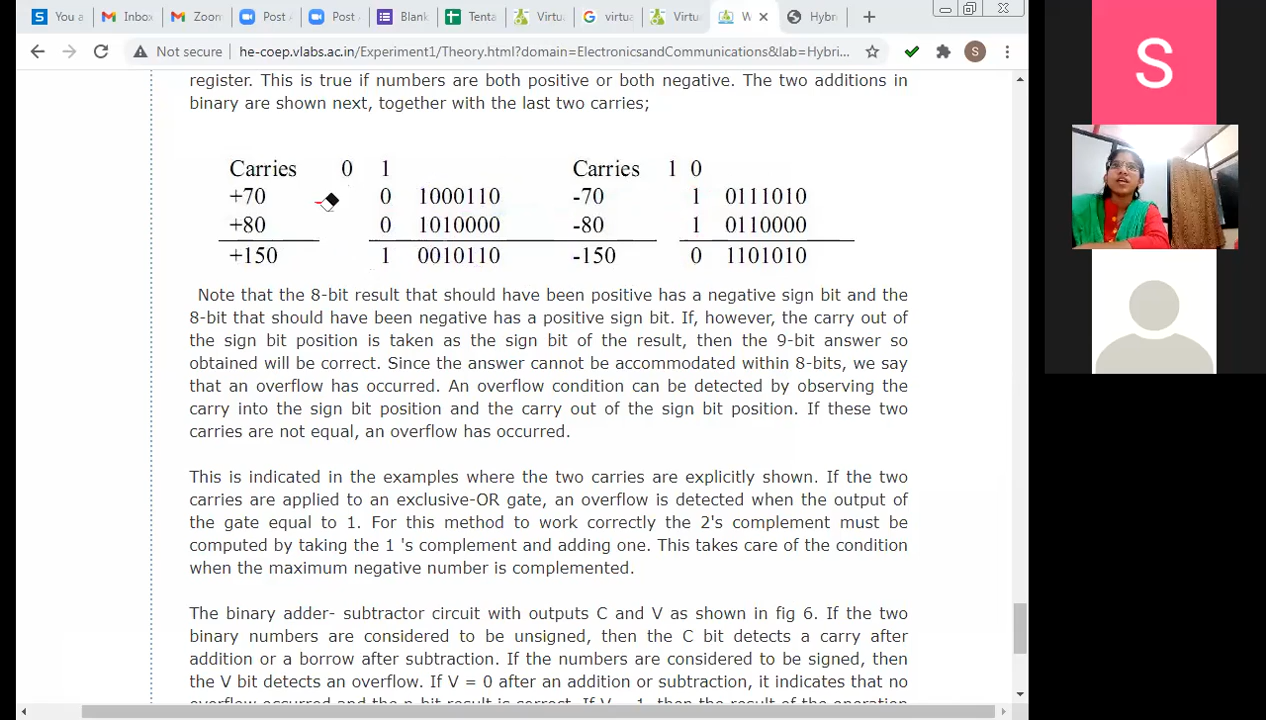 You a
Inbo
Zoon
Post
Post
Blank
Tenta
Virtu
virtua
Virtu
W
Hybr
Not secure he-coep.vlabs.ac.in/Experiment1/Theory.html?domain=ElectronicsandCommunications&lab=Hybri...
S
register. This is true if numbers are both positive or both negative. The two additions in
binary are shown next, together with the last two carries;
Carries 0 1 Carries 1 0
+70 0 1000110 -70 1 0111010
+80 0 1010000 -80 1 0110000
+150 1 0010110 -150 0 1101010
Note that the 8-bit result that should have been positive has a negative sign bit and the
8-bit that should have been negative has a positive sign bit. If, however, the carry out of
the sign bit position is taken as the sign bit of the result, then the 9-bit answer so
obtained will be correct. Since the answer cannot be accommodated within 8-bits, we say
that an overflow has occurred. An overflow condition can be detected by observing the
carry into the sign bit position and the carry out of the sign bit position. If these two
carries are not equal, an overflow has occurred.
This is indicated in the examples where the two carries are explicitly shown. If the two
carries are applied to an exclusive-OR gate, an overflow is detected when the output of
the gate equal to 1. For this method to work correctly the 2's complement must be
computed by taking the 1 's complement and adding one. This takes care of the condition
when the maximum negative number is complemented.
The binary adder- subtractor circuit with outputs C and V as shown in fig 6. If the two
binary numbers are considered to be unsigned, then the C bit detects a carry after
addition or a borrow after subtraction. If the numbers are considered to be signed, then
the V bit detects an overflow. If V = 0 after an addition or subtraction, it indicates that no
S